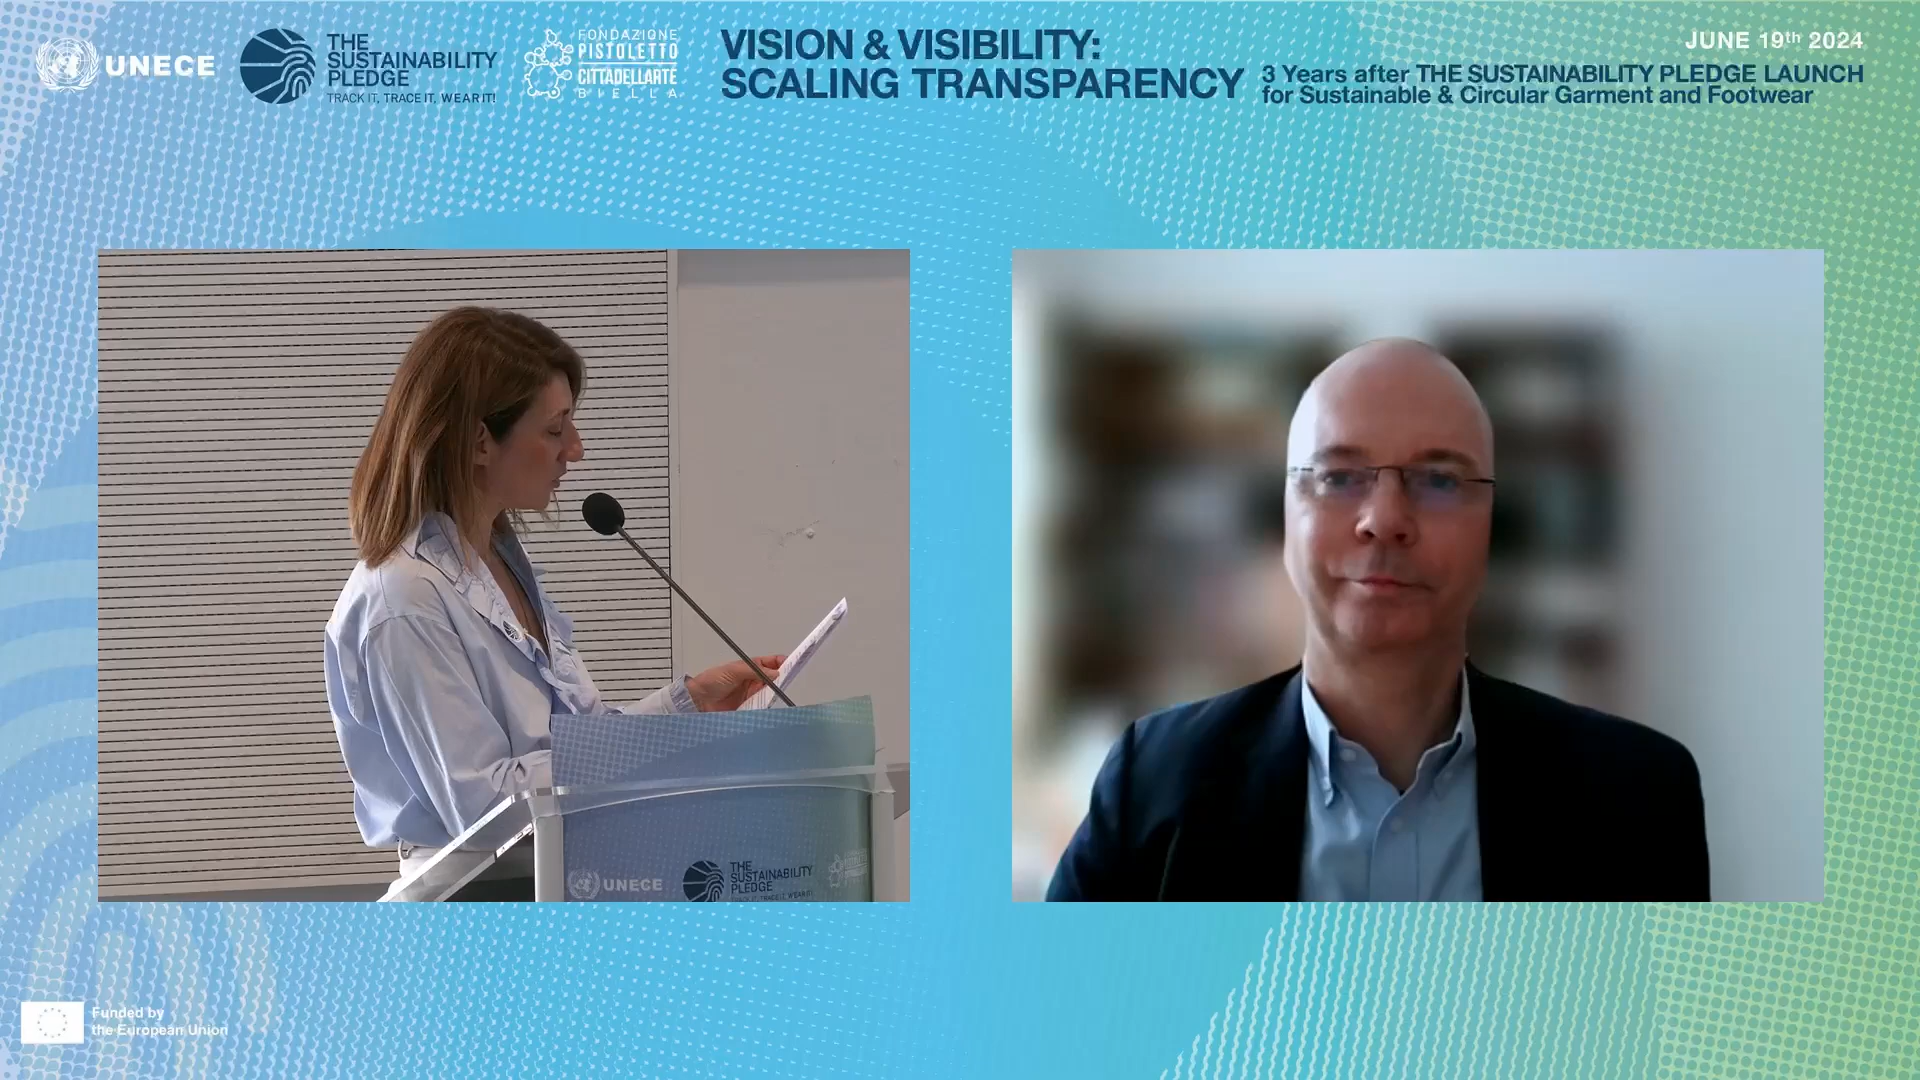 UNECE
THE
SUSTAINABILITY
PLEDGE
TRACK IT, TRACE IT, WEAR IT!
FONDAZIONE
PISTOLETTO
CITTADELLARTE
BIELLA
VISION & VISIBILITY:
SCALING TRANSPARENCY
JUNE 19th 2024
3 Years after THE SUSTAINABILITY PLEDGE LAUNCH
for Sustainable & Circular Garment and Footwear
UNECE
THE
SUSTAINABILITY
PLEDGE
Funded by
the European Union